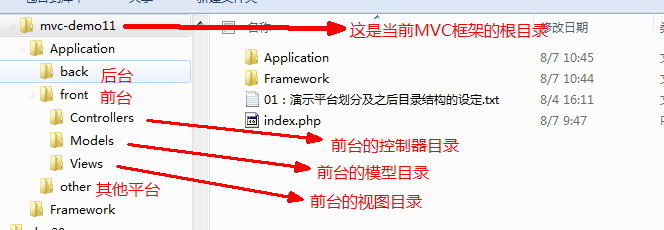 名称
修改日期
mvc-demo11
这是当前MVC框架的根目录
Application
back
后台
front
前台
Controllers
前台的控制器目录
Models
前台的模型目录
Views
前台的视图目录
other
其他平台
Framework
Application
8/7 10:45
Framework
8/7 10:44
01：演示平台划分及之后目录结构的设定.txt
8/4 16:11
index.php
8/7 9:47